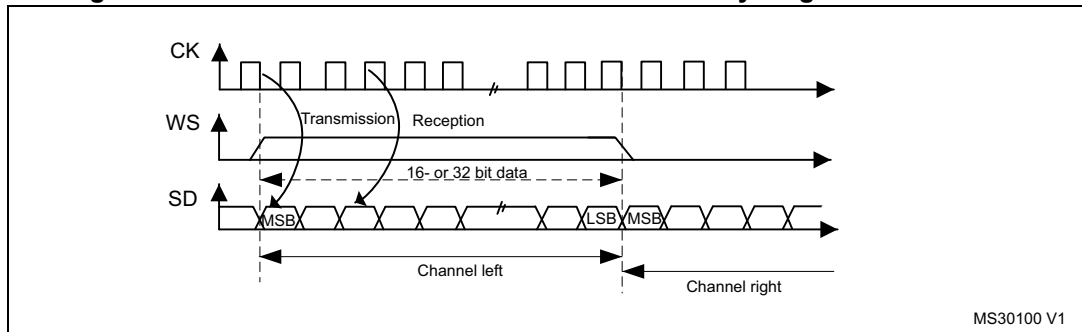 CK
Transmission
Reception
WS
16- or 32 bit data
SD
MSB
LSB
MSB
Channel left
Channel right
MS30100 V1